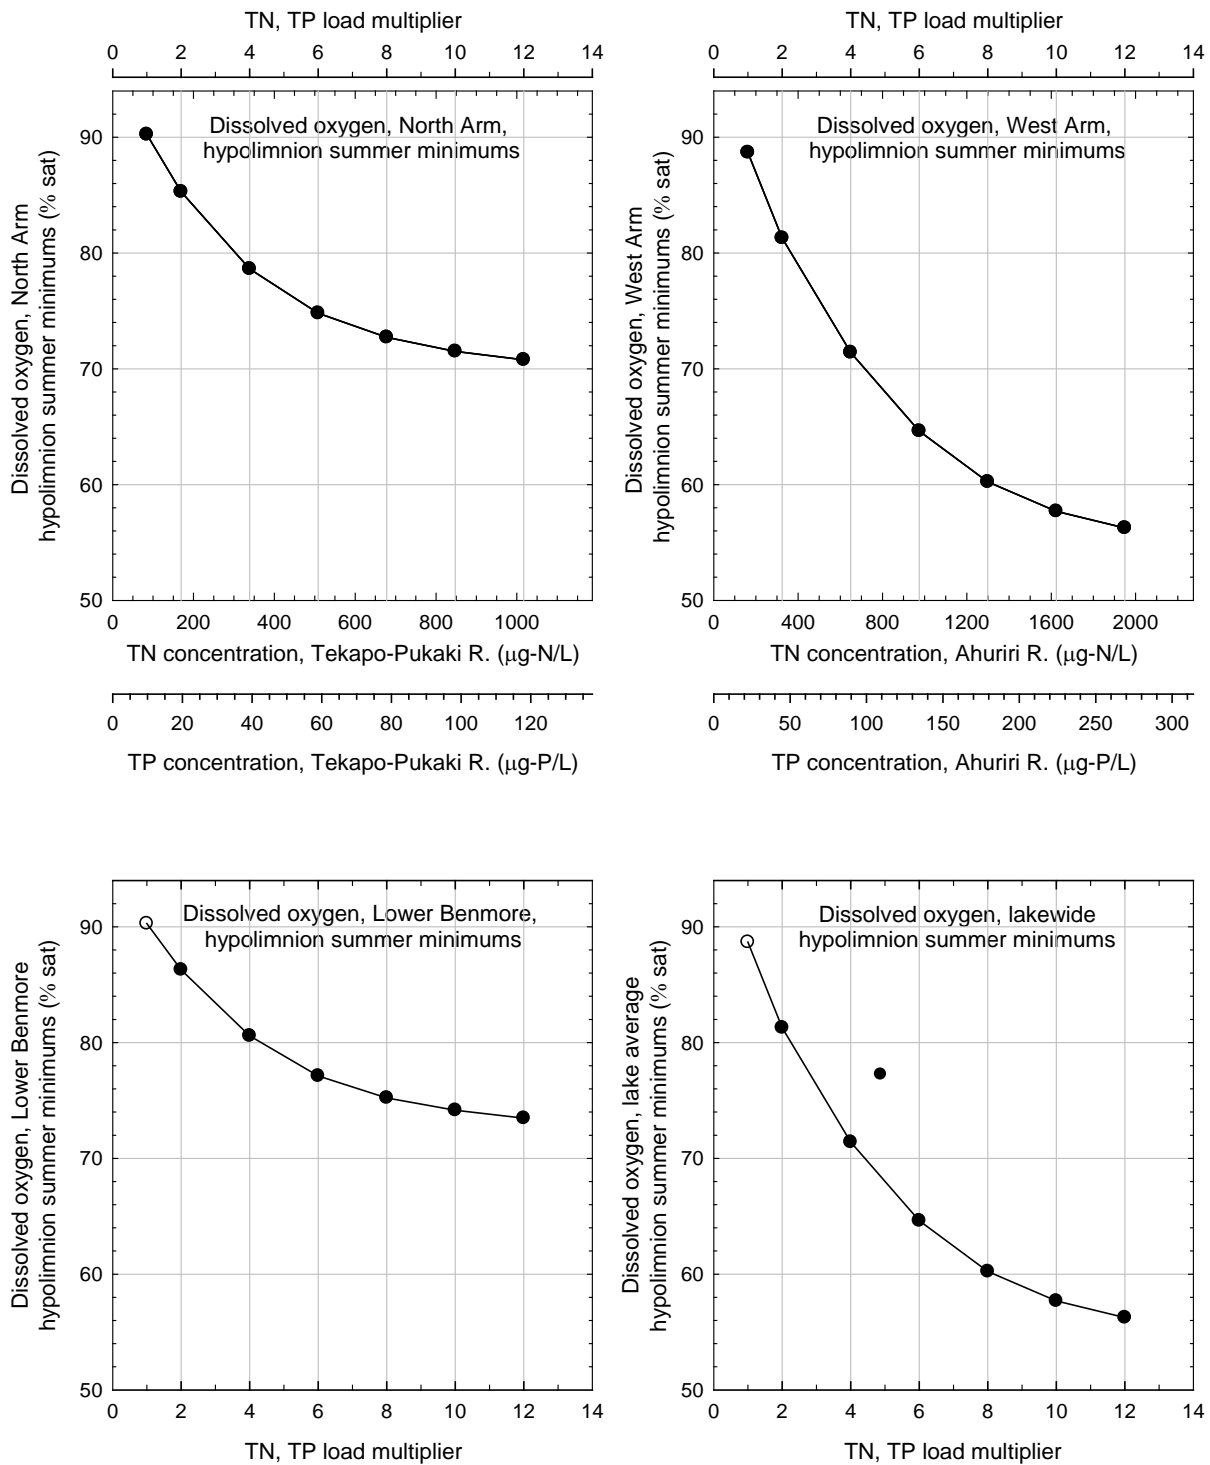 TN, TP load multiplier
0 2 4 6 8 10 12 14
Dissolved oxygen, North Arm,
hypolimnion summer minimums
Dissolved oxygen, North Arm
hypolimnion summer minimums (% sat)
90
80
70
60
50
0 200 400 600 800 1000
TN concentration, Tekapo-Pukaki R. (μg-N/L)
0 20 40 60 80 100 120
TP concentration, Tekapo-Pukaki R. (μg-P/L)
TN, TP load multiplier
0 2 4 6 8 10 12 14
Dissolved oxygen, West Arm,
hypolimnion summer minimums
Dissolved oxygen, West Arm
hypolimnion summer minimums (% sat)
90
80
70
60
50
0 400 800 1200 1600 2000
TN concentration, Ahuriri R. (μg-N/L)
0 50 100 150 200 250 300
TP concentration, Ahuriri R. (μg-P/L)
Dissolved oxygen, Lower Benmore,
hypolimnion summer minimums
Dissolved oxygen, Lower Benmore
hypolimnion summer minimums (% sat)
90
80
70
60
50
0 2 4 6 8 10 12 14
TN, TP load multiplier
Dissolved oxygen, lakewide
hypolimnion summer minimums
Dissolved oxygen, lake average
hypolimnion summer minimums (% sat)
90
80
70
60
50
0 2 4 6 8 10 12 14
TN, TP load multiplier